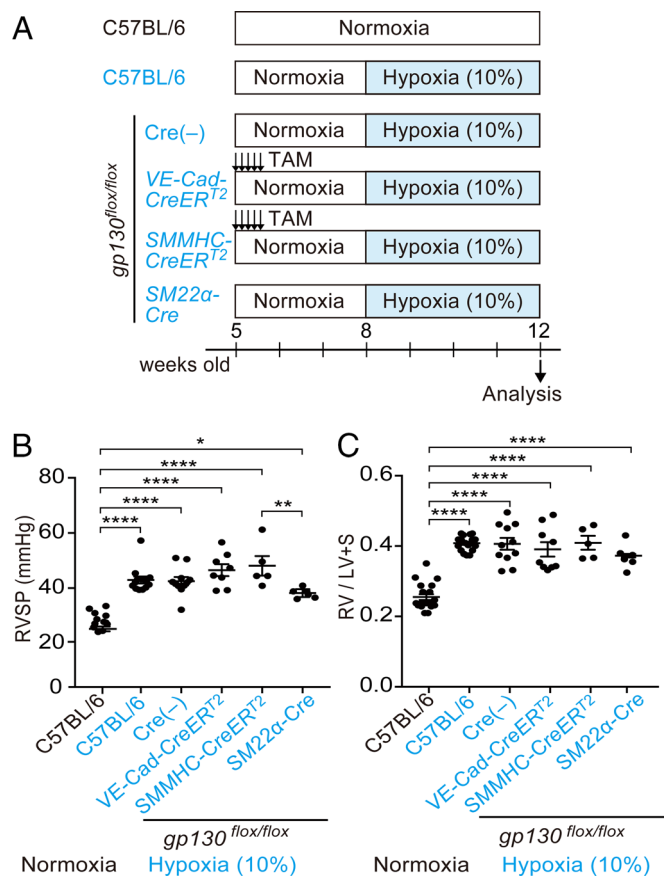 A
C57BL/6
Normoxia
C57BL/6
Normoxia
Hypoxia (10%)
gp130flox/flox
Cre(–)
Normoxia
Hypoxia (10%)
TAM
VE-Cad-
CreERT2
Normoxia
Hypoxia (10%)
TAM
SMMHC-
CreERT2
Normoxia
Hypoxia (10%)
SM22α-
Cre
Normoxia
Hypoxia (10%)
5
8
12
weeks old
Analysis
B
RVSP (mmHg)
80
60
40
20
0
*
****
****
****
**
****
C57BL/6
C57BL/6
Cre(–)
VE-Cad-CreERT2
SMMHC-CreERT2
SM22α-Cre
gp130 flox/flox
Normoxia
Hypoxia (10%)
C
RV / LV+S
0.6
0.4
0.2
0.0
****
****
****
****
****
C57BL/6
C57BL/6
Cre(–)
VE-Cad-CreERT2
SMMHC-CreERT2
SM22α-Cre
gp130 flox/flox
Normoxia
Hypoxia (10%)